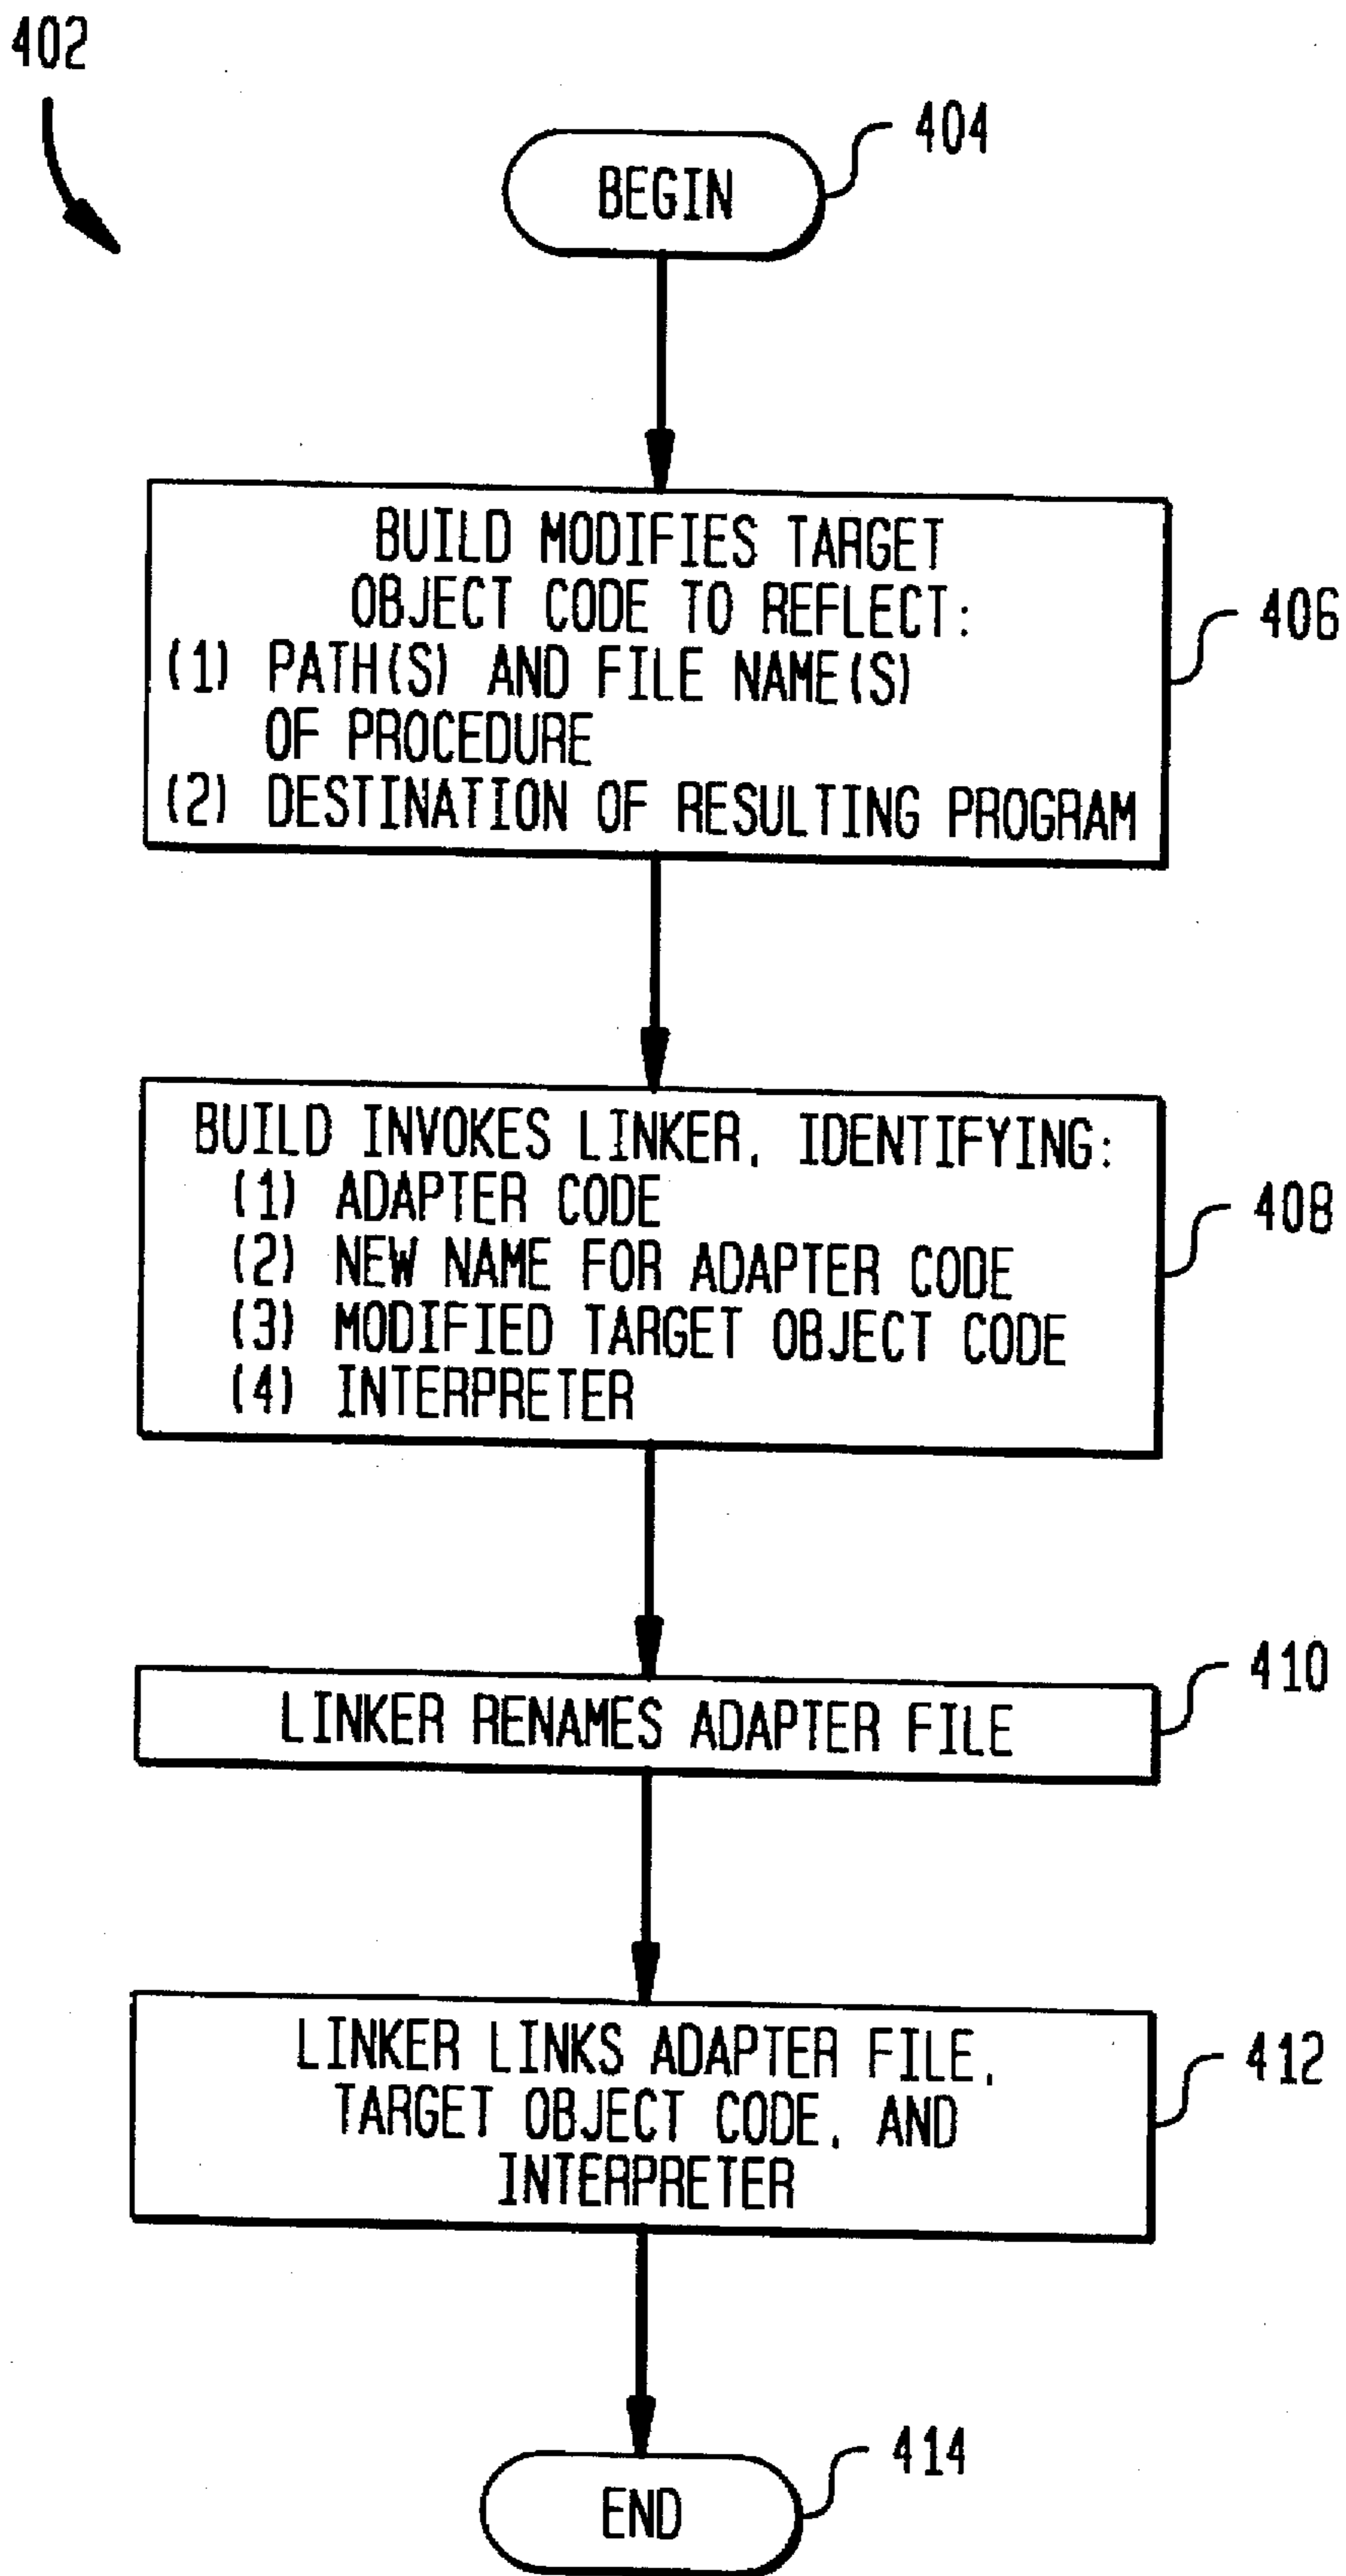 402
404
BEGIN
BUILD MODIFIES TARGET
OBJECT CODE TO REFLECT:
(1) PATH(S) AND FILE NAME(S)
OF PROCEDURE
(2) DESTINATION OF RESULTING PROGRAM
406
BUILD INVOKES LINKER, IDENTIFYING:
(1) ADAPTER CODE
(2) NEW NAME FOR ADAPTER CODE
(3) MODIFIED TARGET OBJECT CODE
(4) INTERPRETER
408
LINKER RENAMES ADAPTER FILE
410
LINKER LINKS ADAPTER FILE,
TARGET OBJECT CODE, AND
INTERPRETER
412
END
414